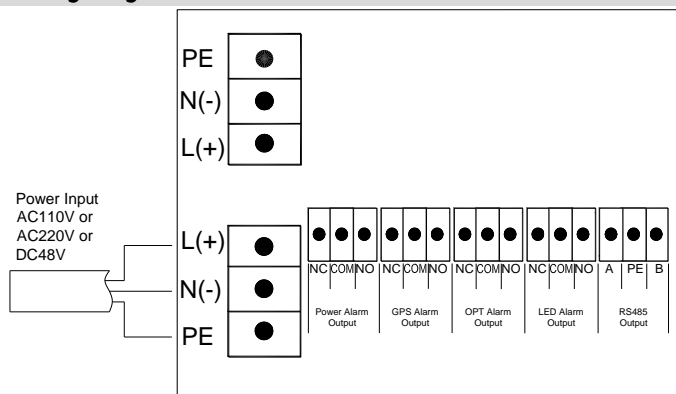 PE
N(-)
L(+)
Power Input
AC110V or
AC220V or
DC48V
L(+)
N(-)
PE
NC COM NO NC COM NO NC COM NO NC COM NO A PE B
Power Alarm Output
GPS Alarm Output
OPT Alarm Output
LED Alarm Output
RS485 Output